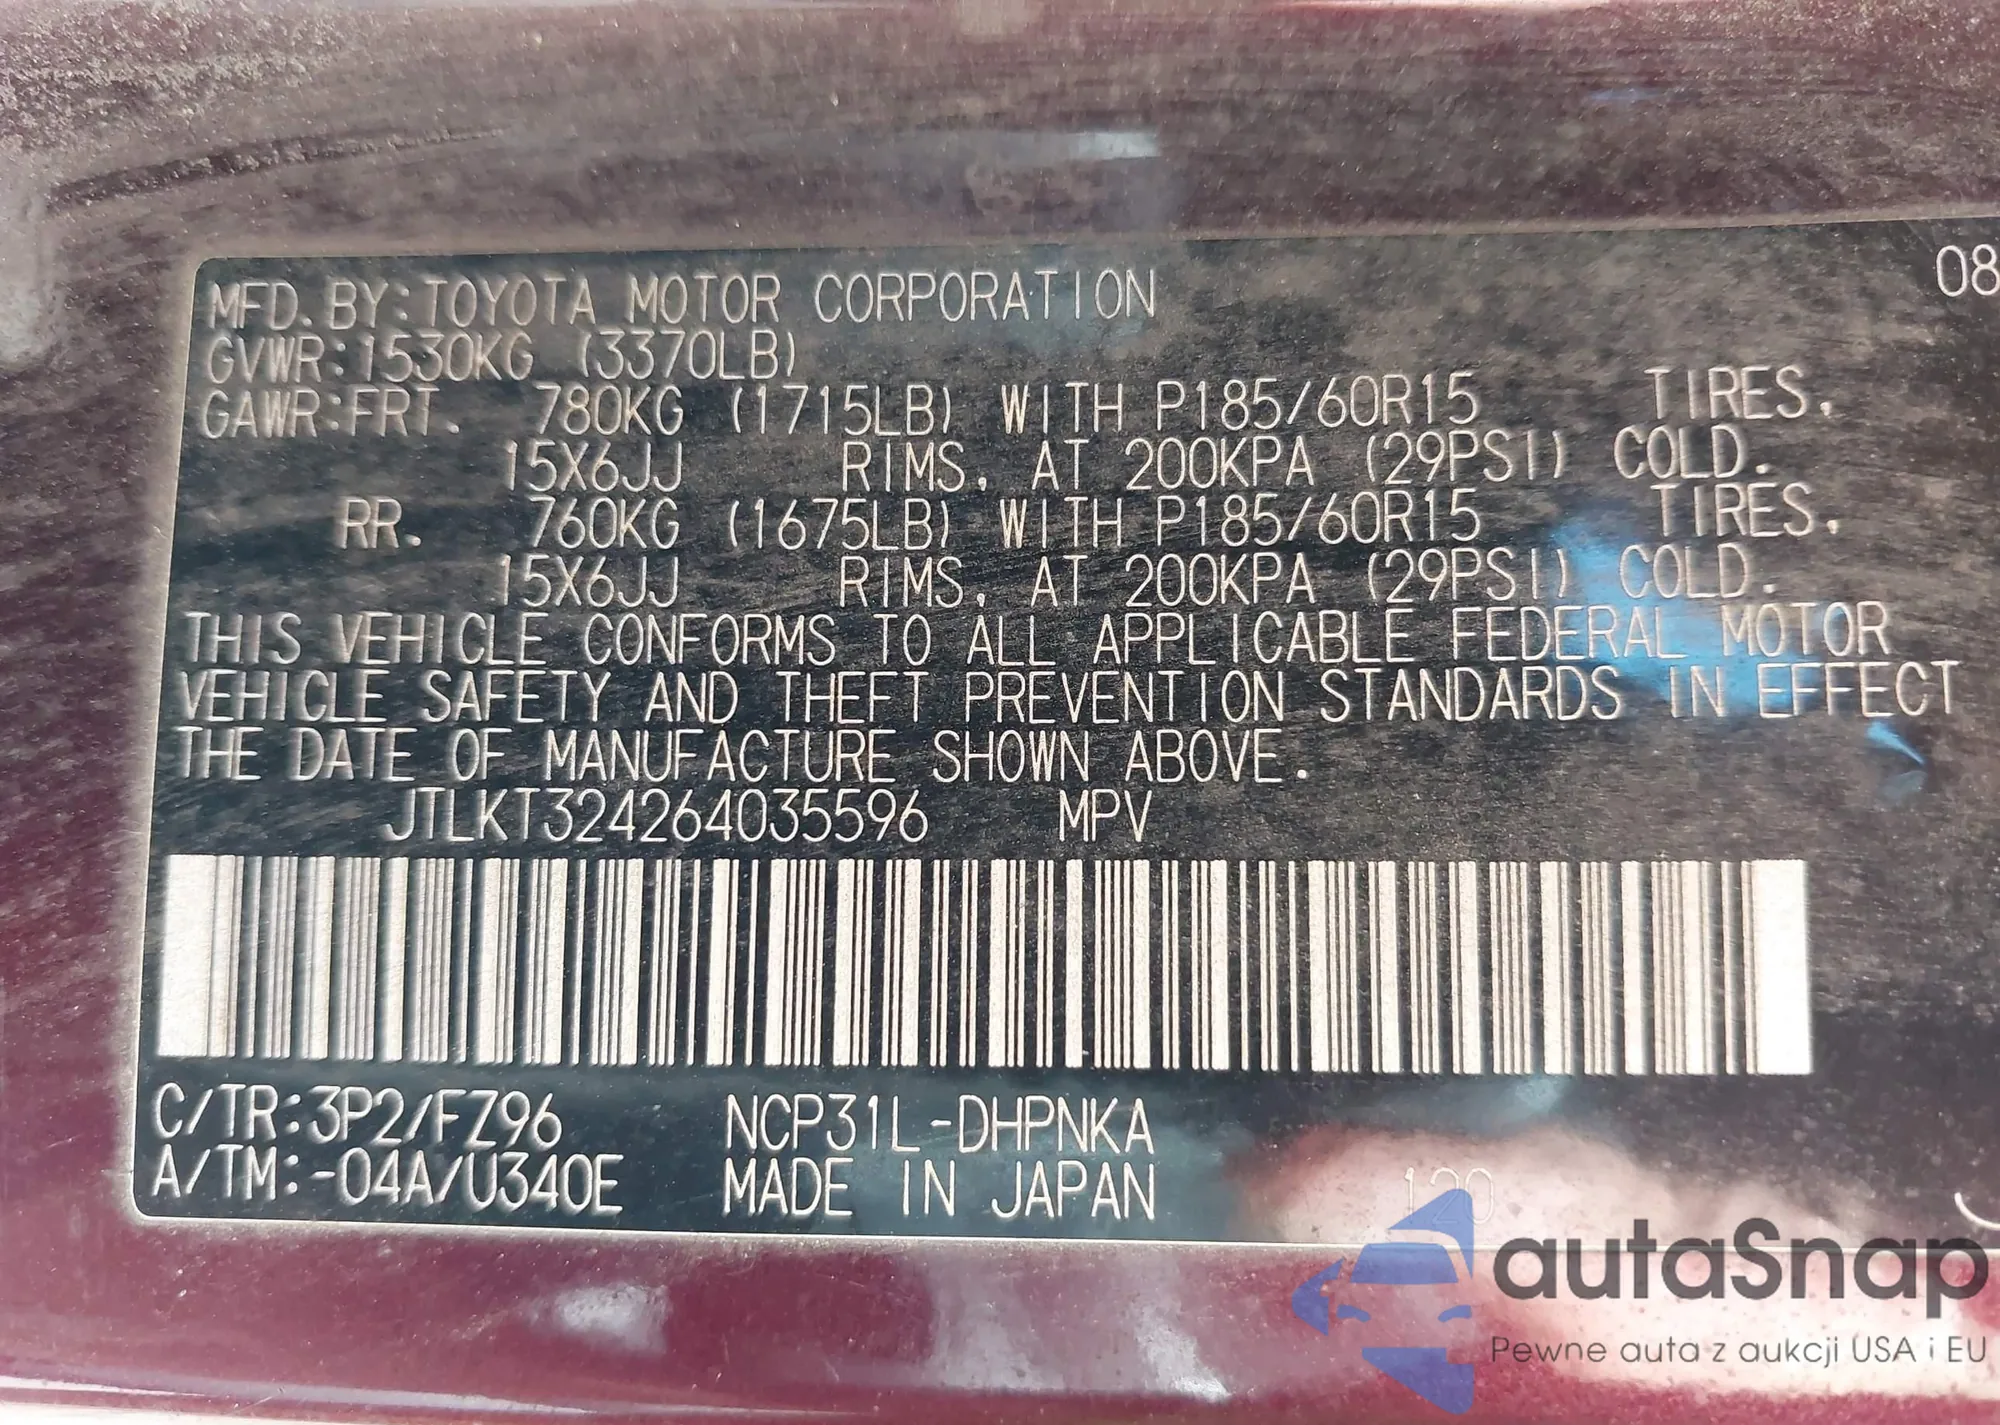 08
MFD. BY: TOYOTA MOTOR CORPORATION
GVWR: 1530KG (3370LB)
GAWR: FRT. 780KG (1715LB) WITH P185/60R15 TIRES,
15X6JJ RIMS, AT 200KPA (29PSI) COLD.
RR. 760KG (1675LB) WITH P185/60R15 TIRES,
15X6JJ RIMS, AT 200KPA (29PSI) COLD.
THIS VEHICLE CONFORMS TO ALL APPLICABLE FEDERAL MOTOR
VEHICLE SAFETY AND THEFT PREVENTION STANDARDS IN EFFECT
THE DATE OF MANUFACTURE SHOWN ABOVE.
JTLKT324264035596 MPV
C/TR: 3P2/FZ96 NCP31L-DHPNKA
A/TM: -04A/U340E MADE IN JAPAN
120
autaSnap
Pewne auta z aukcji USA i EU